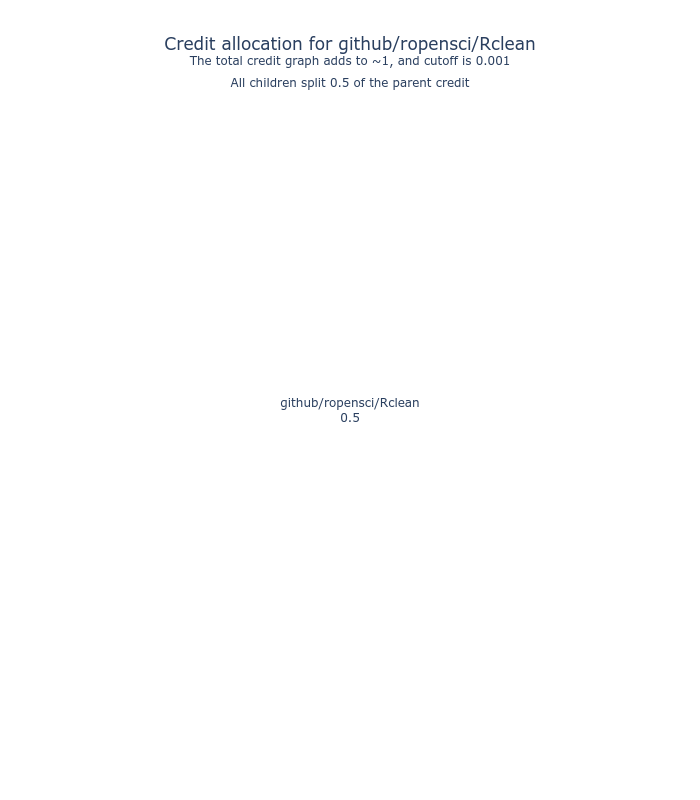 Credit allocation for github/ropensci/Rclean
The total credit graph adds to ~1, and cutoff is 0.001
All children split 0.5 of the parent credit
github/ropensci/Rclean
0.5